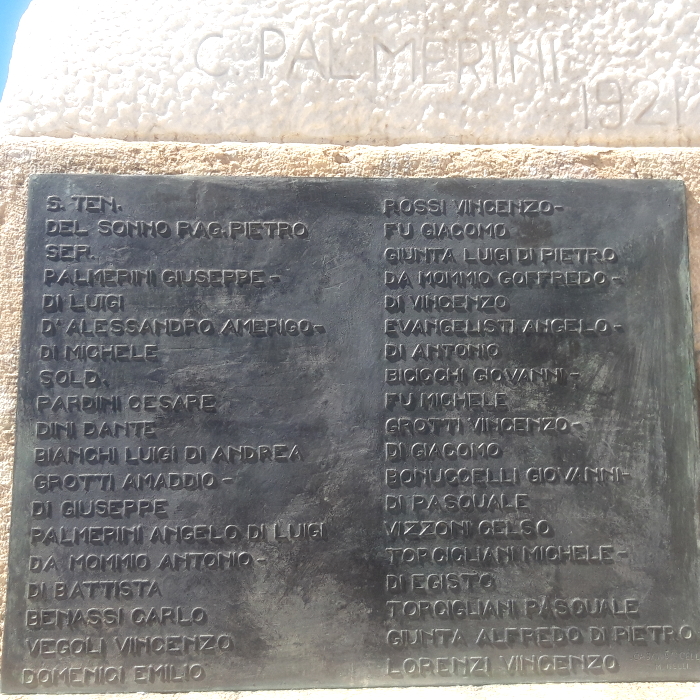 C. PALMERINI
1921
S. TEN.
DEL SONNO RAG. PIETRO
SER.
PALMERINI GIUSEPPE -
DI LUIGI
D'ALESSANDRO AMERIGO -
DI MICHELE
SOLD.
PARDINI CESARE
DINI DANTE
BIANCHI LUIGI DI ANDREA
GROTTI AMADDIO -
DI GIUSEPPE
PALMERINI ANGELO DI LUIGI
DA MOMMIO ANTONIO -
DI BATTISTA
BENASSI CARLO
VEGOLI VINCENZO
DOMENICI EMILIO
ROSSI VINCENZO -
FU GIACOMO
GIUNTA LUIGI DI PIETRO
DA MOMMIO GOFFREDO -
DI VINCENZO
EVANGELISTI ANGELO -
DI ANTONIO
BICICCHI GIOVANNI -
FU MICHELE
GROTTI VINCENZO -
DI GIACOMO
BONUCCELLI GIOVANNI -
DI PASQUALE
VIZZONI CELSO
TORCIGLIANI MICHELE -
DI EGISTO
TORCIGLIANI PASQUALE
GIUNTA ALFREDO DI PIETRO
LORENZI VINCENZO